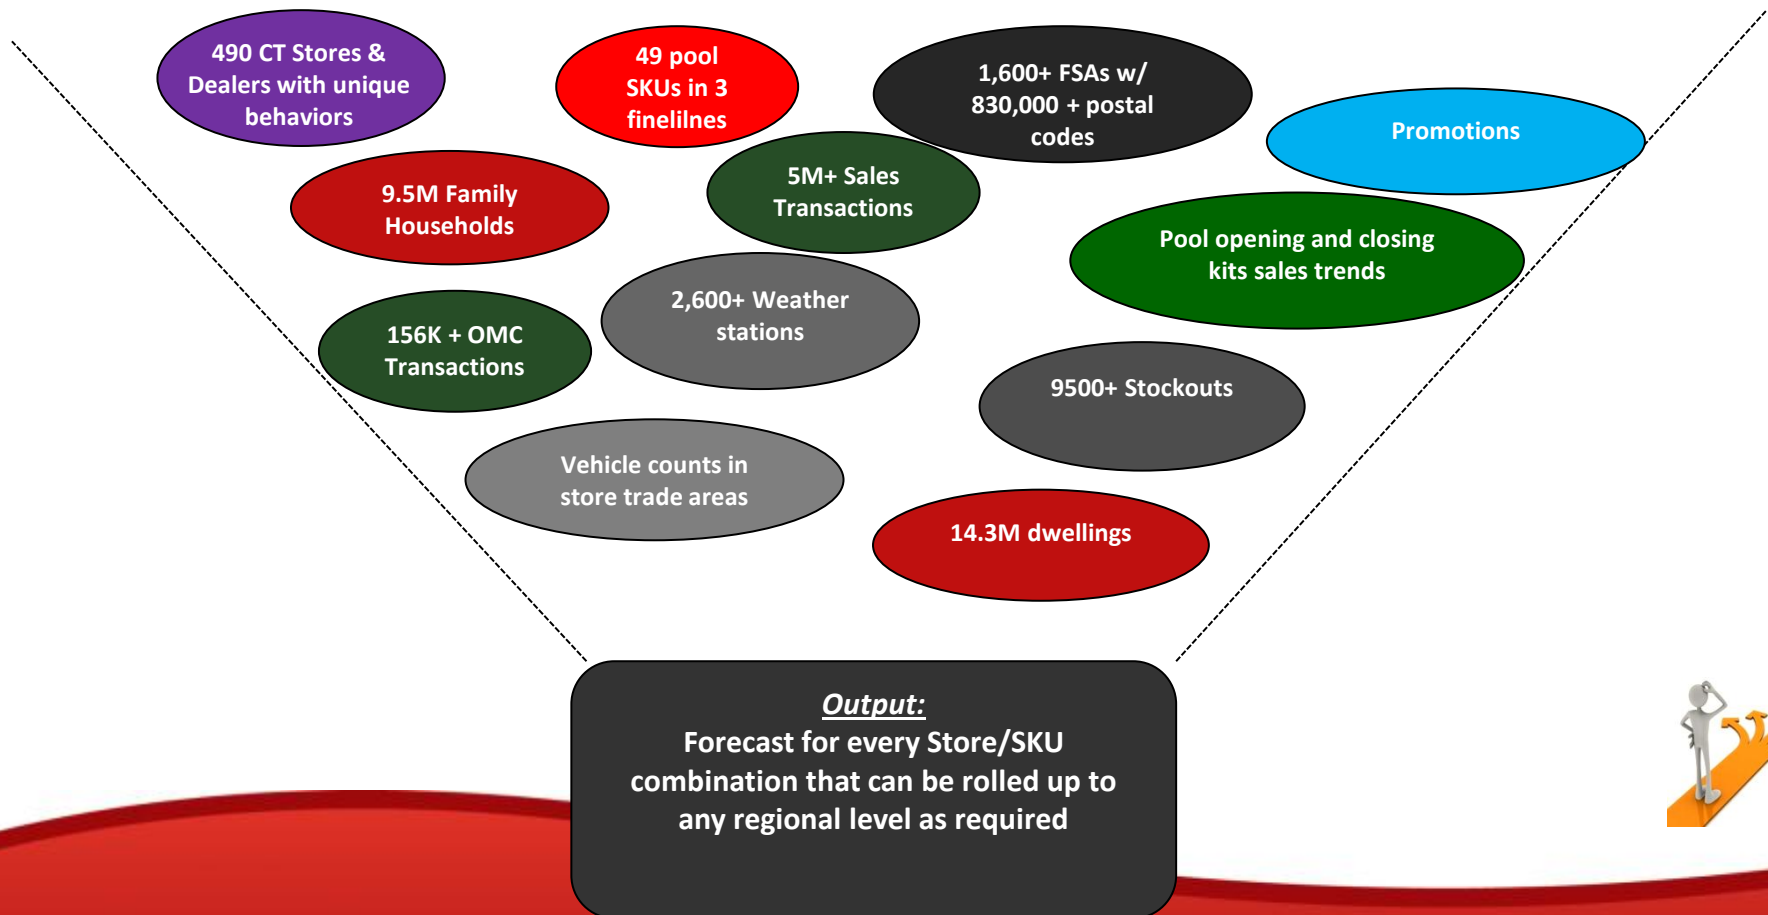 490 CT Stores &
Dealers with unique
behaviors
49 pool
SKUs in 3
finelilnes
1,600+ FSAs w/
830,000 + postal
codes
Promotions
9.5M Family
Households
5M+ Sales
Transactions
Pool opening and closing
kits sales trends
2,600+ Weather
stations
156K + OMC
Transactions
9500+ Stockouts
Vehicle counts in
store trade areas
14.3M dwellings
Output:
Forecast for every Store/SKU
combination that can be rolled up to
any regional level as required